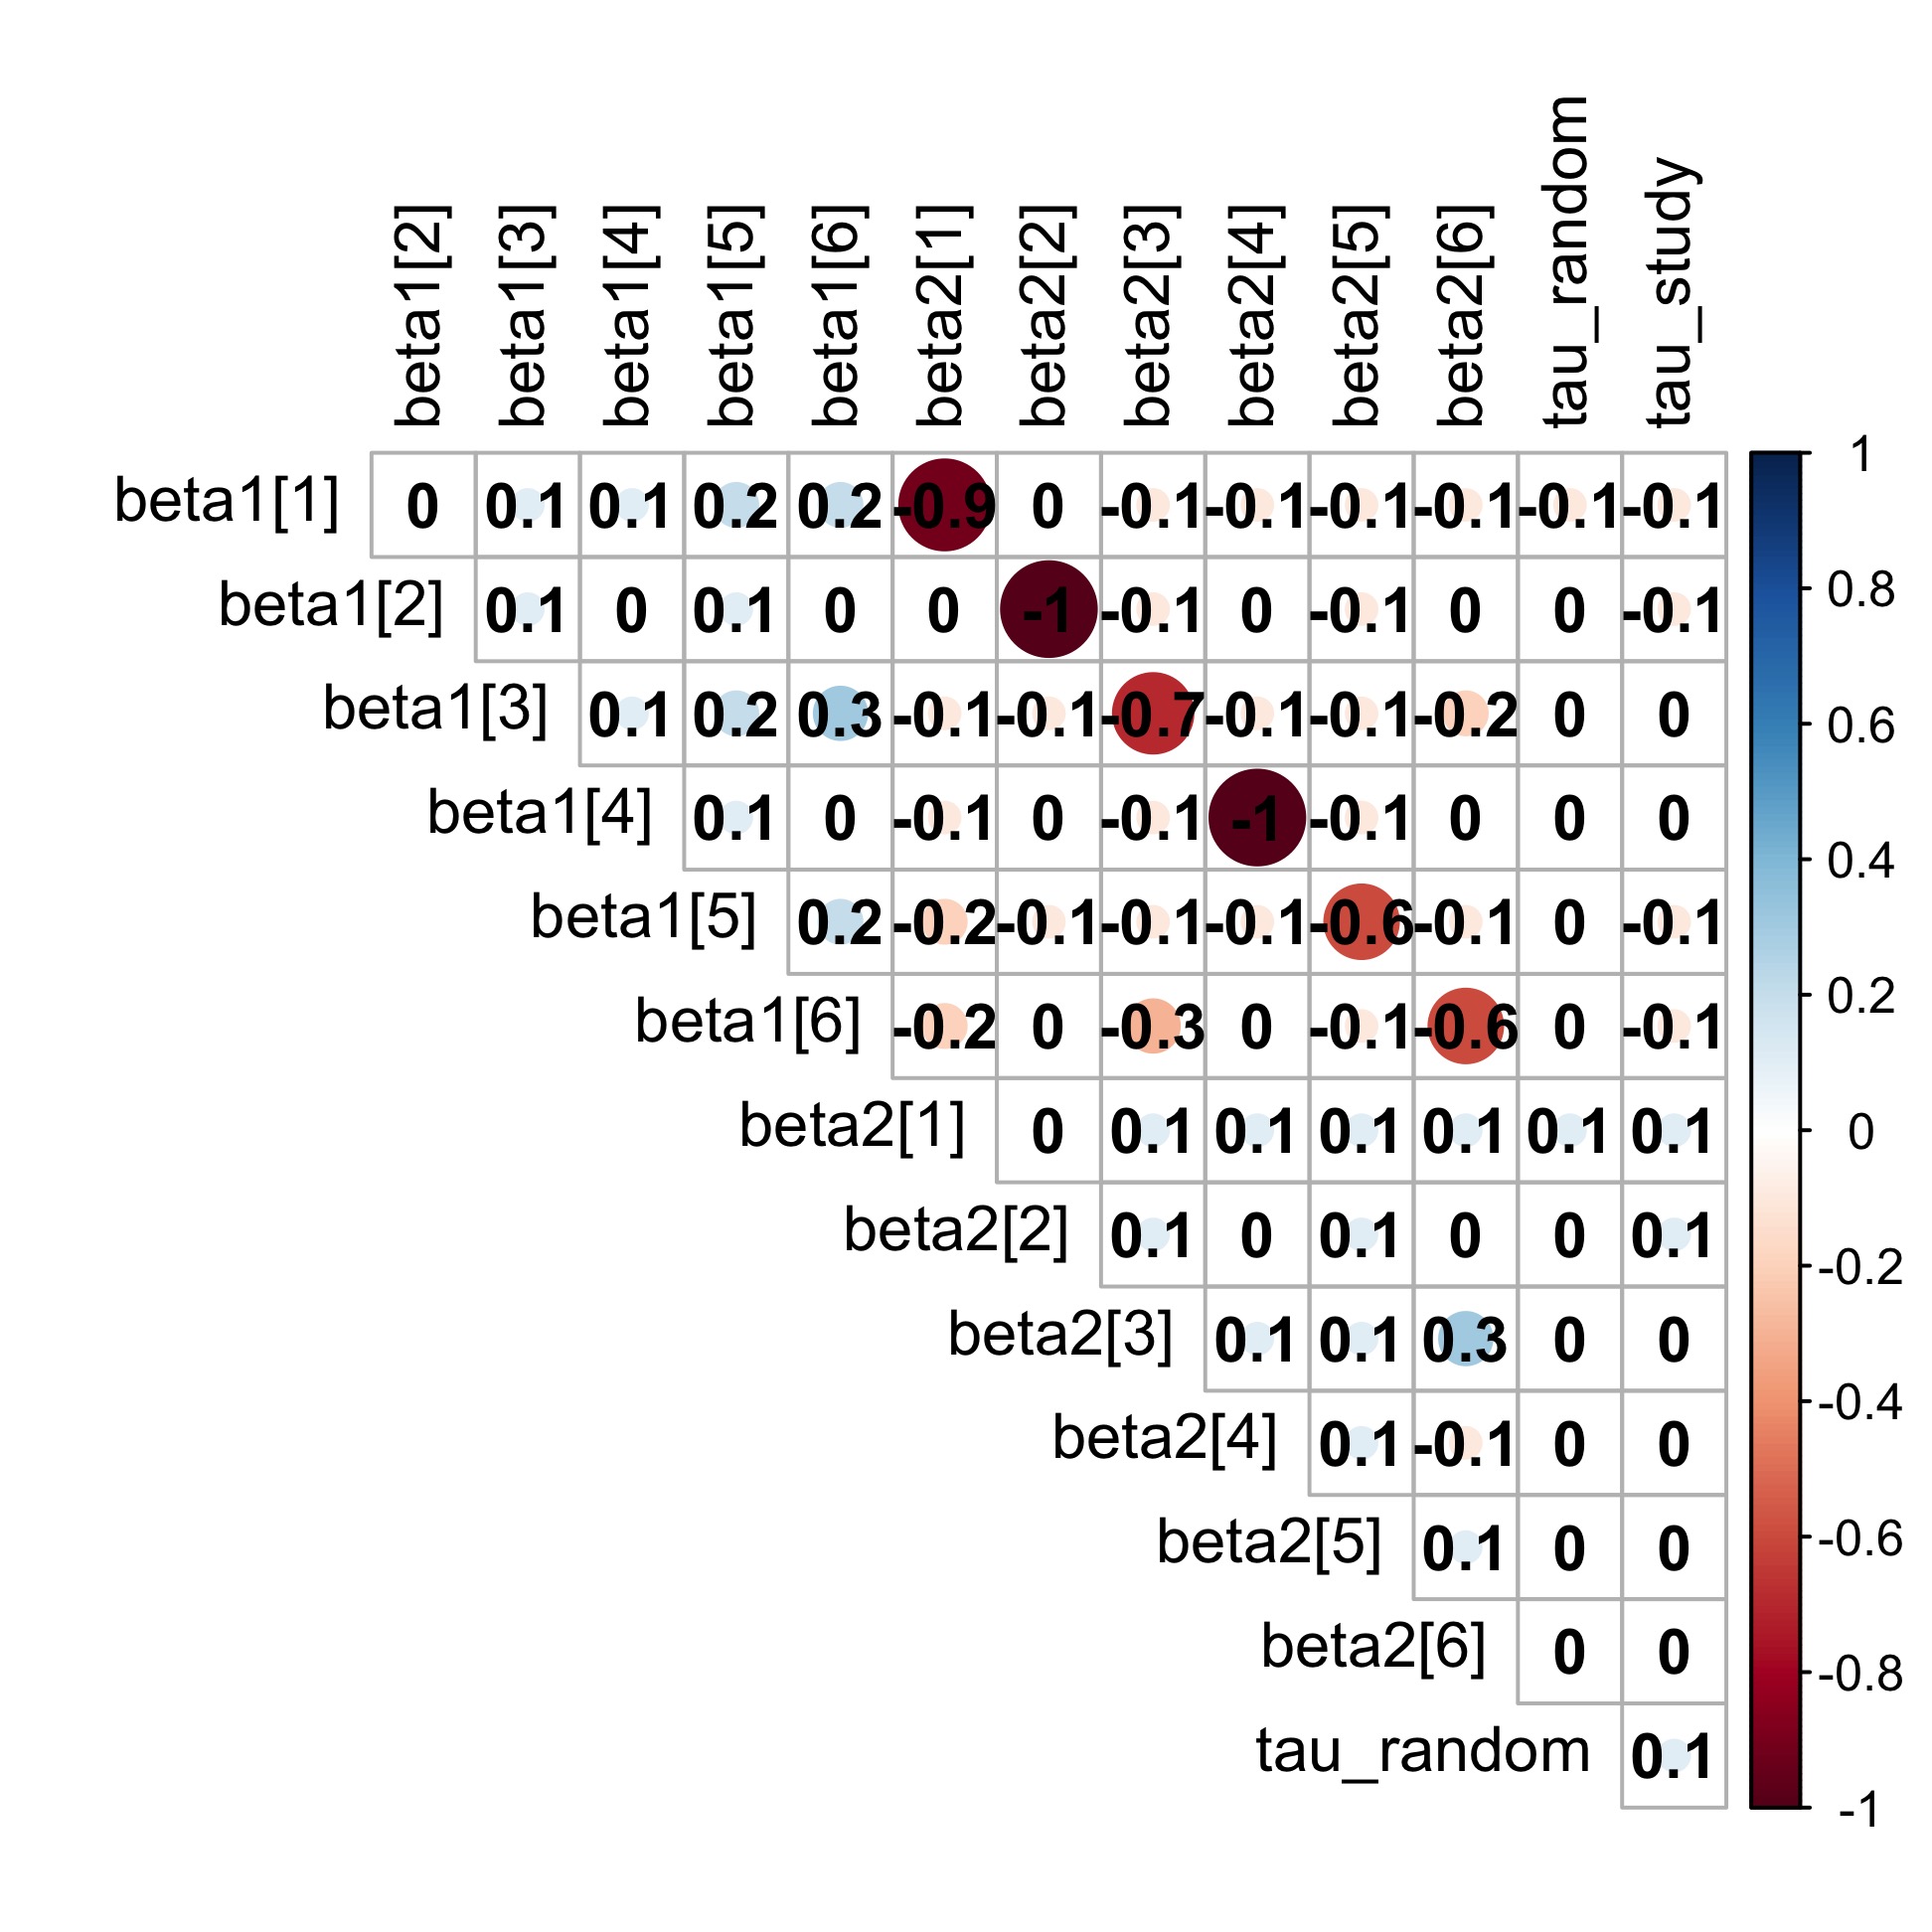 beta1[2] beta1[3] beta1[4] beta1[5] beta1[6] beta2[1] beta2[2] beta2[3] beta2[4] beta2[5] beta2[6] tau_random tau_study
beta1[1] 0 0.1 0.1 0.2 0.2 -0.9 0 -0.1 -0.1 -0.1 -0.1 -0.1 -0.1
beta1[2] 0.1 0 0.1 0 0 -1 -0.1 0 -0.1 0 0 -0.1
beta1[3] 0.1 0.2 0.3 -0.1 -0.1 -0.7 -0.1 -0.1 -0.2 0 0
beta1[4] 0.1 0 -0.1 0 -0.1 -1 -0.1 0 0 0
beta1[5] 0.2 -0.2 -0.1 -0.1 -0.1 -0.6 -0.1 0 -0.1
beta1[6] -0.2 0 -0.3 0 -0.1 -0.6 0 -0.1
beta2[1] 0 0.1 0.1 0.1 0.1 0.1 0.1
beta2[2] 0.1 0 0.1 0 0 0.1
beta2[3] 0.1 0.1 0.3 0 0
beta2[4] 0.1 -0.1 0 0
beta2[5] 0.1 0 0
beta2[6] 0 0
tau_random 0.1
1
0.8
0.6
0.4
0.2
0
-0.2
-0.4
-0.6
-0.8
-1